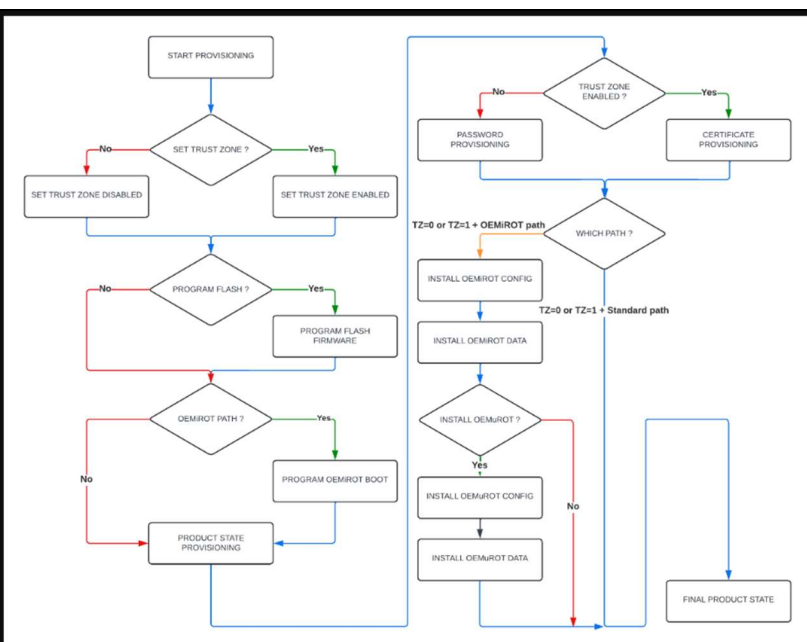 START PROVISIONING
SET TRUST ZONE ?
No
Yes
SET TRUST ZONE DISABLED
SET TRUST ZONE ENABLED
PROGRAM FLASH ?
No
Yes
PROGRAM FLASH
FIRMWARE
OEMiROT PATH ?
Yes
No
PROGRAM OEMiROT BOOT
PRODUCT STATE
PROVISIONING
TRUST ZONE
ENABLED ?
No
Yes
PASSWORD
PROVISIONING
CERTIFICATE
PROVISIONING
WHICH PATH ?
TZ=0 or TZ=1 + OEMiROT path
INSTALL OEMiROT CONFIG
TZ=0 or TZ=1 + Standard path
INSTALL OEMiROT DATA
INSTALL OEMuROT ?
Yes
No
INSTALL OEMuROT CONFIG
INSTALL OEMuROT DATA
FINAL PRODUCT STATE